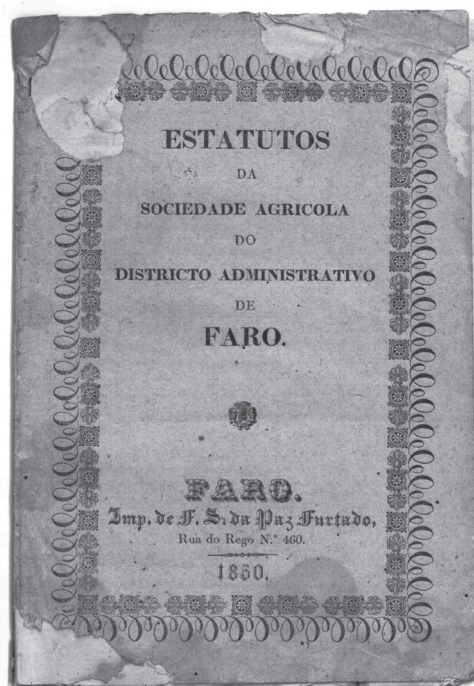 ESTATUTOS
DA
SOCIEDADE AGRICOLA
DO
DISTRICTO ADMINISTRATIVO
DE
FARO.
FARO.
Imp. de F. S. da Paz Furtado,
Rua do Rego N.º 460.
1850.